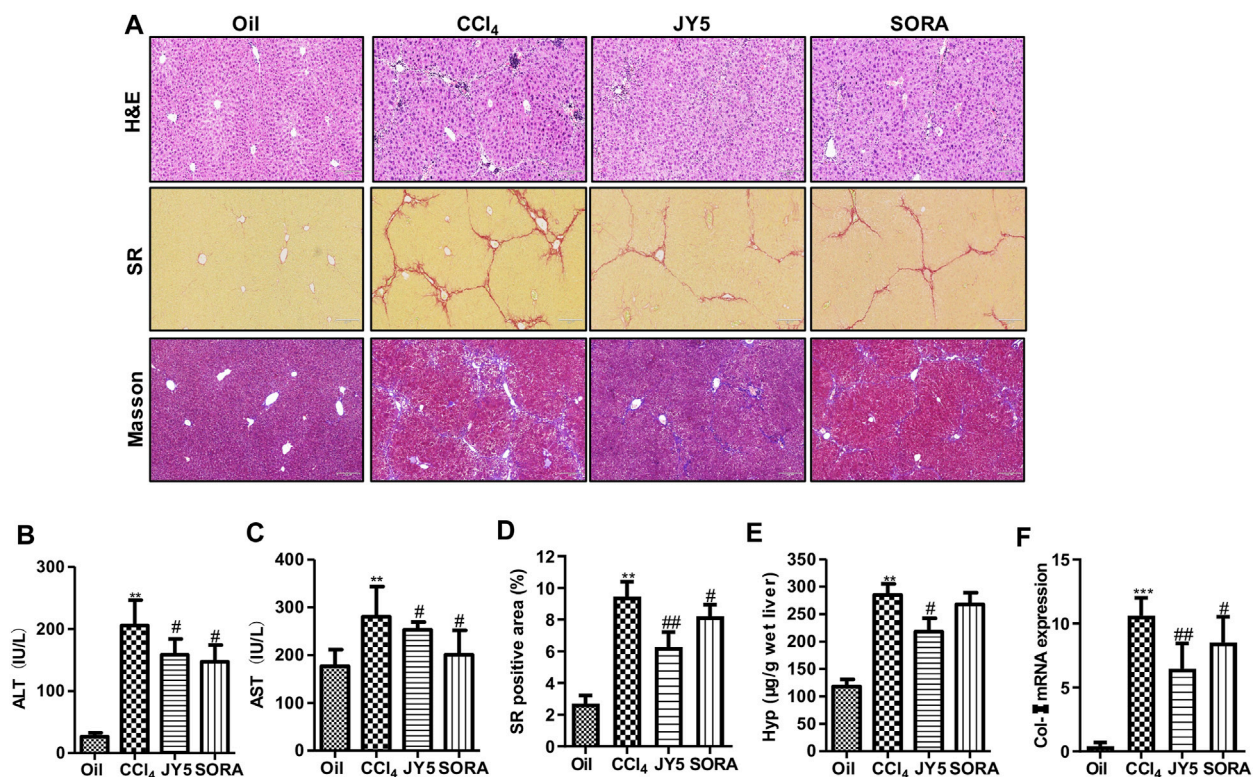 A
Oil CCl4 JY5 SORA
H&E
SR
Masson
B
ALT (IU/L)
300
200
100
0
Oil CCl4 JY5 SORA
**
#
#
C
AST (IU/L)
400
300
200
100
0
Oil CCl4 JY5 SORA
**
#
#
D
SR positive area (%)
12
10
8
6
4
2
0
Oil CCl4 JY5 SORA
**
##
#
E
Hyp (μg/g wet liver)
350
300
250
200
150
100
50
0
Oil CCl4 JY5 SORA
**
#
F
Col- mRNA expression
15
10
5
0
Oil CCl4 JY5 SORA
***
##
#